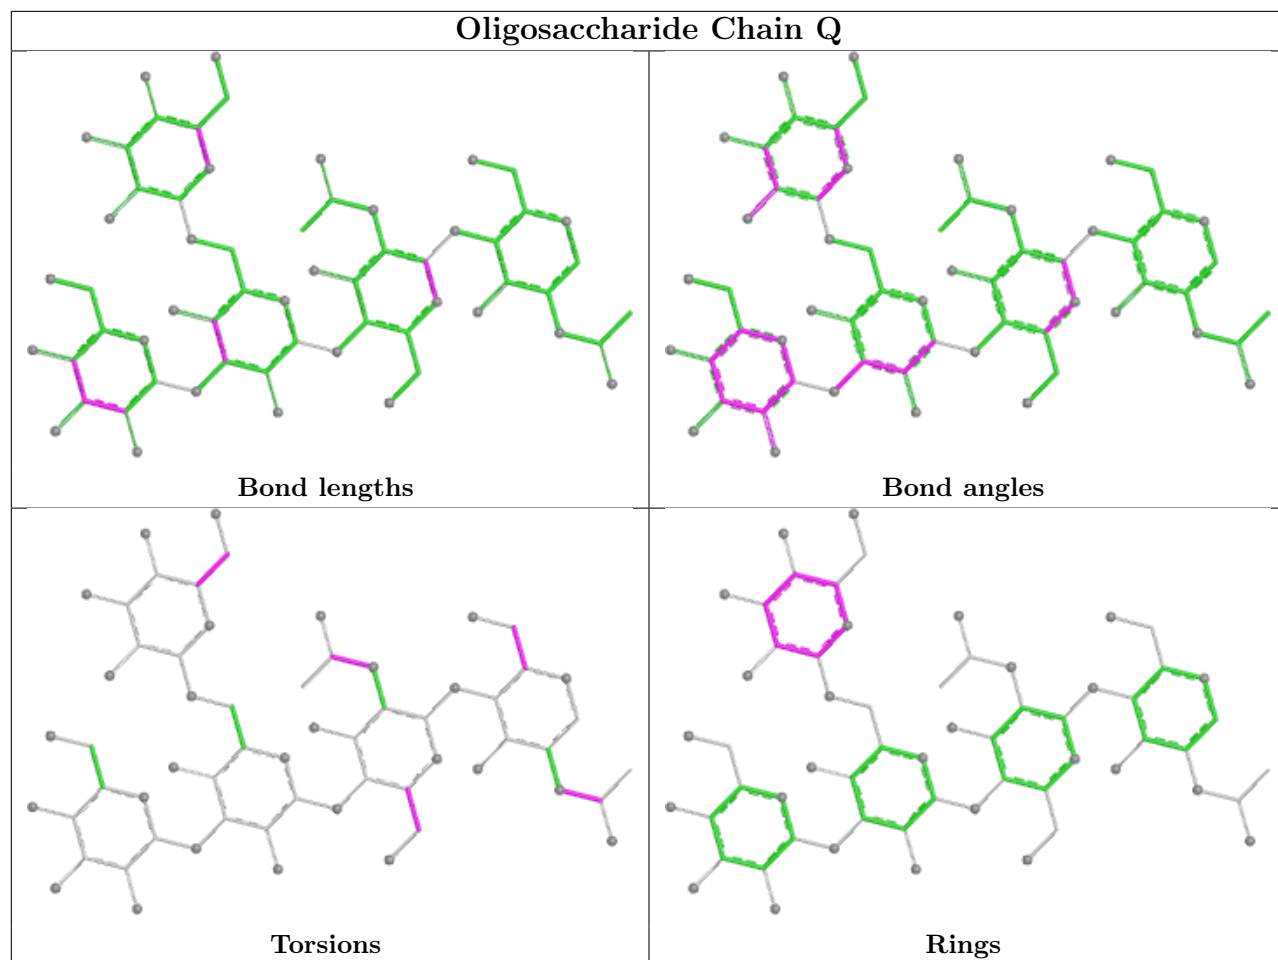 Oligosaccharide Chain Q
Bond lengths
Bond angles
Torsions
Rings